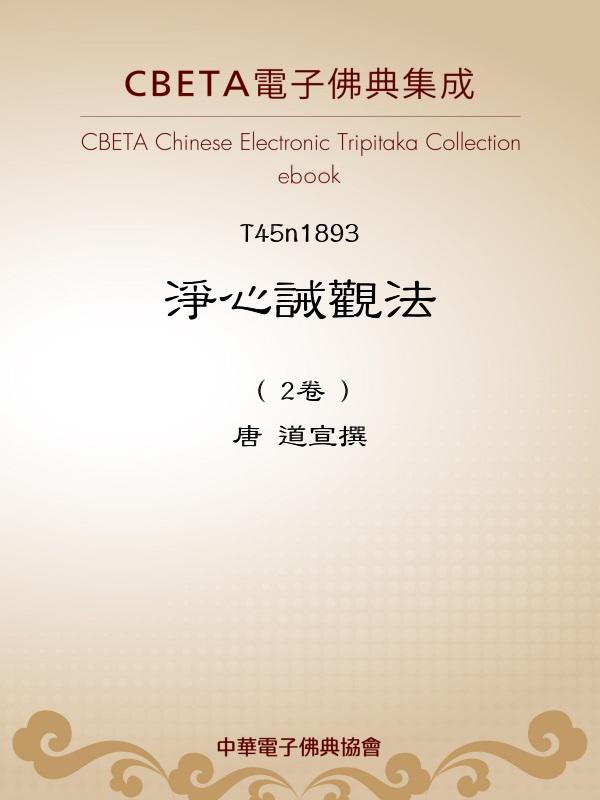 CBETA電子佛典集成
CBETA Chinese Electronic Tripitaka Collection
ebook
T45n1893
淨心誡觀法
（ 2卷 ）
唐 道宣撰
中華電子佛典協會